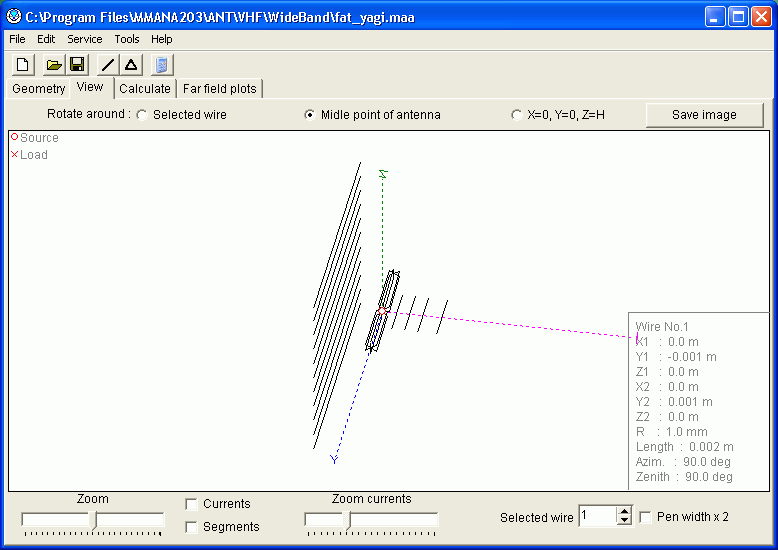 C:\Program Files\MMANA203\ANT\VHF\WideBand\fat_yagi.maa
File Edit Service Tools Help
Geometry View Calculate Far field plots
Rotate around : Selected wire Midle point of antenna X=0, Y=0, Z=H Save image
Source
Load
Z
Wire No.1
X
X1 : 0.0 m
Y1 : -0.001 m
Z1 : 0.0 m
X2 : 0.0 m
Y2 : 0.001 m
Z2 : 0.0 m
R : 1.0 mm
Length : 0.002 m
Azim. : 90.0 deg
Zenith : 90.0 deg
Y
Zoom Currents Zoom currents
Segments Selected wire 1 Pen width x 2